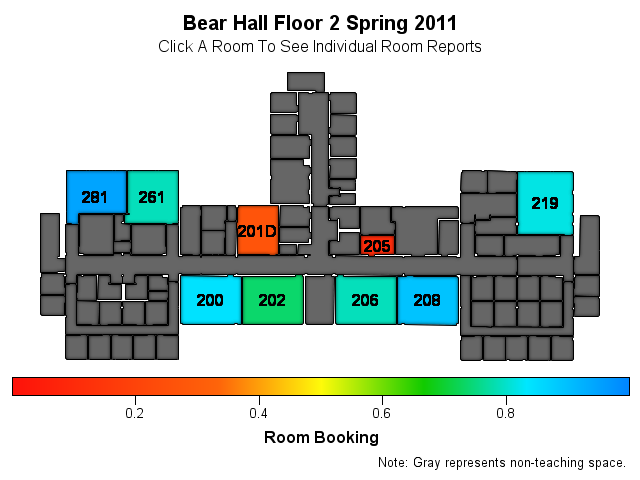 Bear Hall Floor 2 Spring 2011
Click A Room To See Individual Room Reports
281
261
219
201D
205
200
202
206
208
0.2
0.4
0.6
0.8
Room Booking
Note: Gray represents non-teaching space.